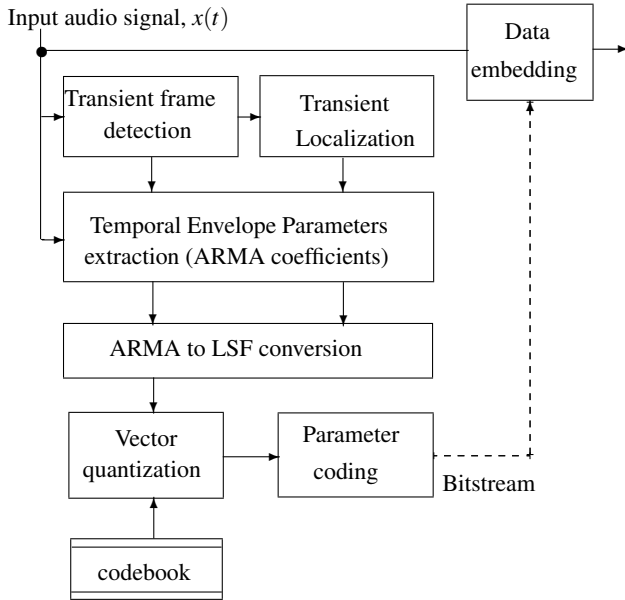 Input audio signal, x(t)
Data
embedding
Transient frame
detection
Transient
Localization
Temporal Envelope Parameters
extraction (ARMA coefficients)
ARMA to LSF conversion
Vector
quantization
Parameter
coding
Bitstream
codebook